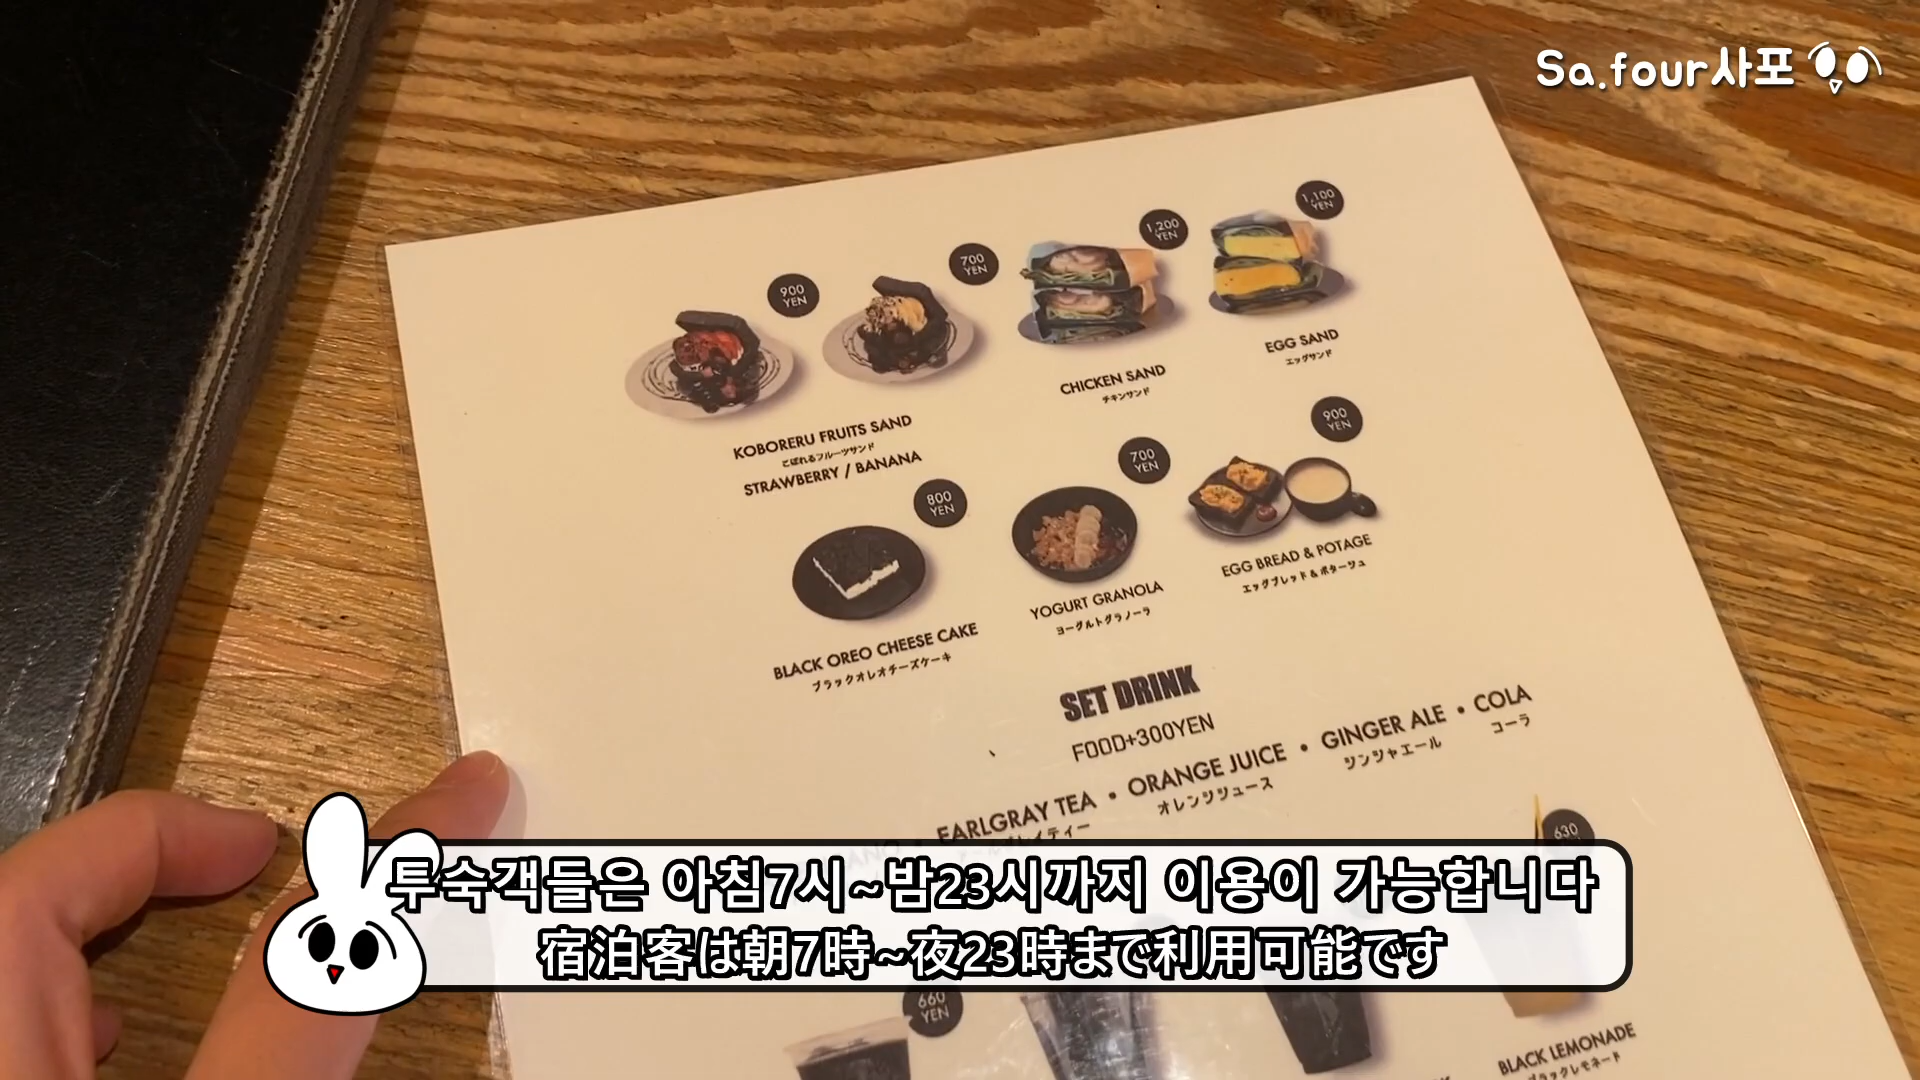 Sa.four사포
1,100
YEN
1,200
YEN
700
YEN
900
YEN
EGG SAND
エッグサンド
CHICKEN SAND
チキンサンド
KOBORERU FRUITS SAND
こぼれるフルーツサンド
STRAWBERRY / BANANA
900
YEN
700
YEN
800
YEN
EGG BREAD & POTAGE
エッグブレッド&ポタージュ
YOGURT GRANOLA
ヨーグルトグラノーラ
BLACK OREO CHEESE CAKE
ブラックオレオチーズケーキ
SET DRINK
FOOD+300YEN
EARLGRAY TEA • ORANGE JUICE • GINGER ALE • COLA
オレンジジュース ジンジャエール コーラ
630
투숙객들은 아침7시~밤23시까지 이용이 가능합니다
宿泊客は朝7時~夜23時まで利用可能です
660
YEN
BLACK LEMONADE
ブラックレモネード